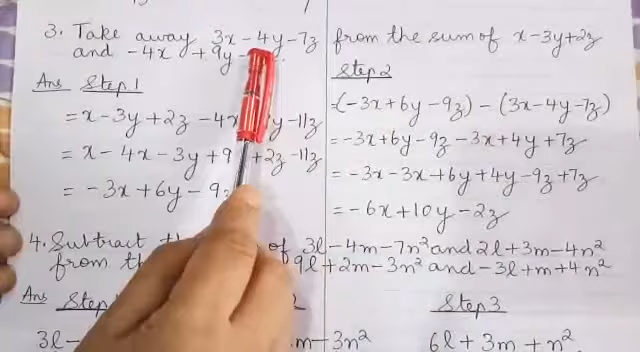 3. Take away 3x - 4y - 7z from the sum of x - 3y + 2z
and -4x + 9y -
Ans Step 1
= x - 3y + 2z - 4x y - 11z
= x - 4x - 3y + 9 + 2z - 11z
= -3x + 6y - 9z
Step 2
=(-3x + 6y - 9z) - (3x - 4y - 7z)
= -3x + 6y - 9z - 3x + 4y + 7z
= -3x - 3x + 6y + 4y - 9z + 7z
= -6x + 10y - 2z
4. Subtract of 3l - 4m - 7n² and 2l + 3m - 4n²
from 9l + 2m - 3n² and -3l + m + 4n²
Ans Step 3
3l - m - 3n² 6l + 3m + n²